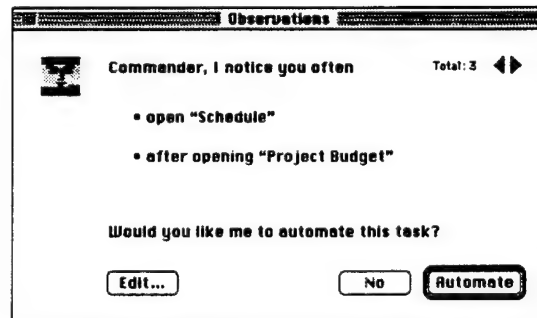 Observations
Commander, I notice you often Total: 3
• open “Schedule”
• after opening “Project Budget”
Would you like me to automate this task?
Edit... No Automate